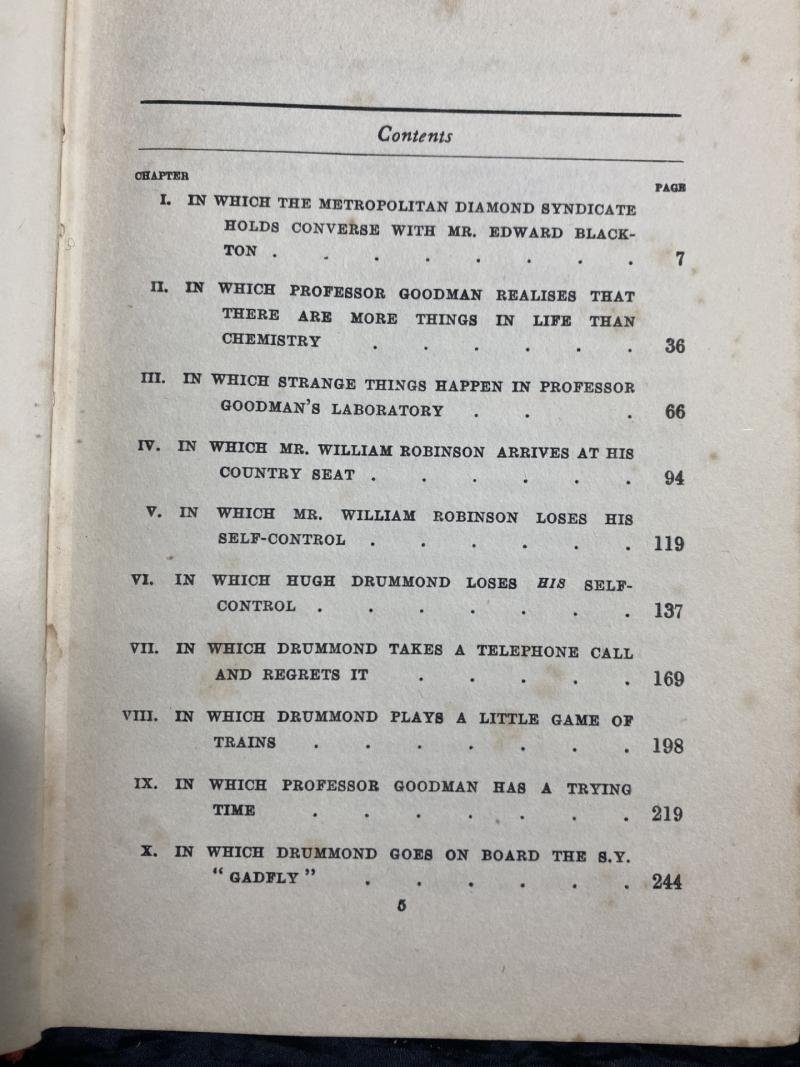 Contents
CHAPTER
PAGE
I. IN WHICH THE METROPOLITAN DIAMOND SYNDICATE
HOLDS CONVERSE WITH MR. EDWARD BLACK-
TON . . . . . . . . 7
II. IN WHICH PROFESSOR GOODMAN REALISES THAT
THERE ARE MORE THINGS IN LIFE THAN
CHEMISTRY . . . . . . 36
III. IN WHICH STRANGE THINGS HAPPEN IN PROFESSOR
GOODMAN'S LABORATORY . . . 66
IV. IN WHICH MR. WILLIAM ROBINSON ARRIVES AT HIS
COUNTRY SEAT . . . . . . 94
V. IN WHICH MR. WILLIAM ROBINSON LOSES HIS
SELF-CONTROL . . . . . . 119
VI. IN WHICH HUGH DRUMMOND LOSES HIS SELF-
CONTROL . . . . . . . 137
VII. IN WHICH DRUMMOND TAKES A TELEPHONE CALL
AND REGRETS IT . . . . . 169
VIII. IN WHICH DRUMMOND PLAYS A LITTLE GAME OF
TRAINS . . . . . . . 198
IX. IN WHICH PROFESSOR GOODMAN HAS A TRYING
TIME . . . . . . . 219
X. IN WHICH DRUMMOND GOES ON BOARD THE S.Y.
" GADFLY " . . . . . . 244
5